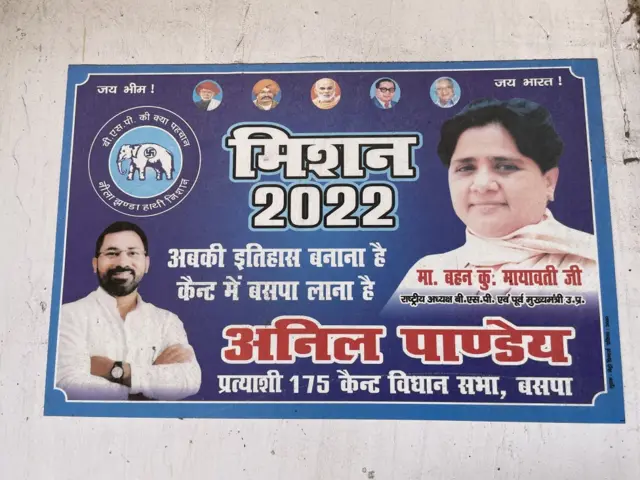 जय भीम !
जय भारत !
बी.एस.पी. की क्या पहचान
नीला झण्डा हाथी निशान
मिशन
2022
अबकी इतिहास बनाना है
कैन्ट में बसपा लाना है
मा. बहन कु: मायावती जी
राष्ट्रीय अध्यक्ष बी.एस.पी. एवं पूर्व मुख्यमंत्री उ.प्र.
अनिल पाण्डेय
प्रत्याशी 175 कैन्ट विधान सभा, बसपा